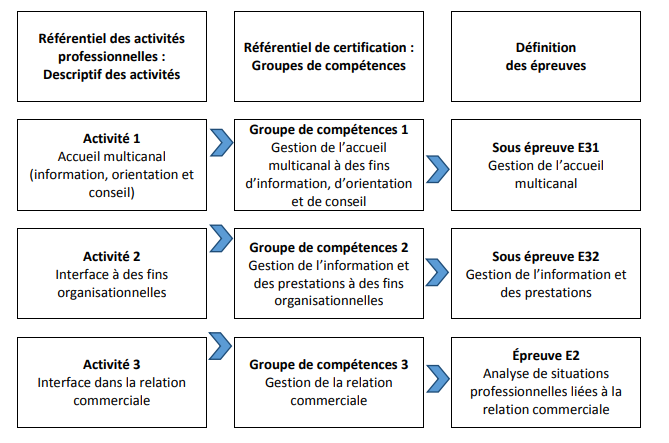 Référentiel des activités
professionnelles :
Descriptif des activités
Référentiel de certification :
Groupes de compétences
Définition
des épreuves
Activité 1
Accueil multicanal
(information, orientation et
conseil)
Groupe de compétences 1
Gestion de l’accueil
multicanal à des fins
d’information, d’orientation
et de conseil
Sous épreuve E31
Gestion de l’accueil
multicanal
Activité 2
Interface à des fins
organisationnelles
Groupe de compétences 2
Gestion de l’information et
des prestations à des fins
organisationnelles
Sous épreuve E32
Gestion de l’information et
des prestations
Activité 3
Interface dans la relation
commerciale
Groupe de compétences 3
Gestion de la relation
commerciale
Épreuve E2
Analyse de situations
professionnelles liées à la
relation commerciale